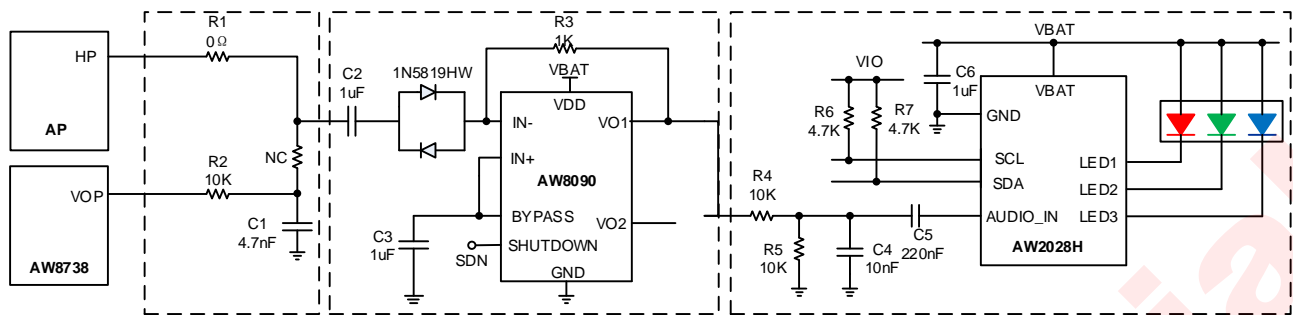 R1
0Ω
HP
AP
R2
10K
VOP
AW8738
NC
C1
4.7nF
C2
1uF
1N5819HW
R3
1K
VBAT
VDD
IN-
VO1
IN+
AW8090
BYPASS
VO2
SHUTDOWN
GND
C3
1uF
SDN
R4
10K
R5
10K
C4
10nF
C5
220nF
VIO
R6
4.7K
R7
4.7K
VBAT
C6
1uF
VBAT
GND
SCL
LED1
SDA
LED2
AUDIO_IN
LED3
AW2028H